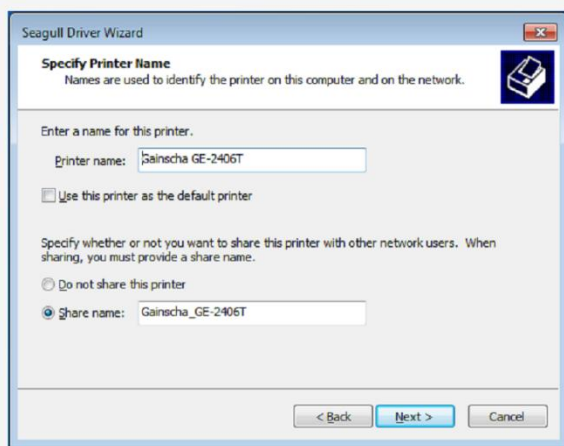 Seagull Driver Wizard
Specify Printer Name
Names are used to identify the printer on this computer and on the network.
Enter a name for this printer.
Printer name: Gainscha GE-2406T
Use this printer as the default printer
Specify whether or not you want to share this printer with other network users. When
sharing, you must provide a share name.
Do not share this printer
Share name: Gainscha_GE-2406T
< Back Next > Cancel